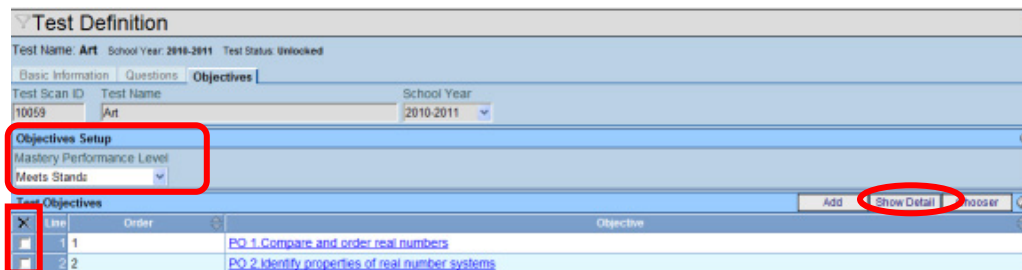 Test Definition
Test Name: Art School Year: 2010-2011 Test Status: Unlocked
Basic Information Questions Objectives
Test Scan ID Test Name School Year
10059 Art 2010-2011
Objectives Setup
Mastery Performance Level
Meets Standa
Test Objectives Add Show Detail Chooser
X Line Order Objective
1 1 PO 1.Compare and order real numbers
2 2 PO 2.Identify properties of real number systems